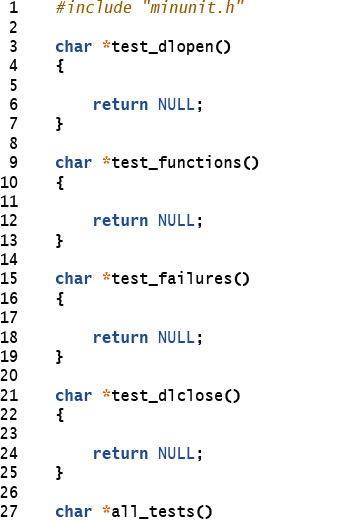 1 #include "minunit.h"
2
3 char *test_dlopen()
4 {
5
6 return NULL;
7 }
8
9 char *test_functions()
10 {
11
12 return NULL;
13 }
14
15 char *test_failures()
16 {
17
18 return NULL;
19 }
20
21 char *test_dlclose()
22 {
23
24 return NULL;
25 }
26
27 char *all_tests()